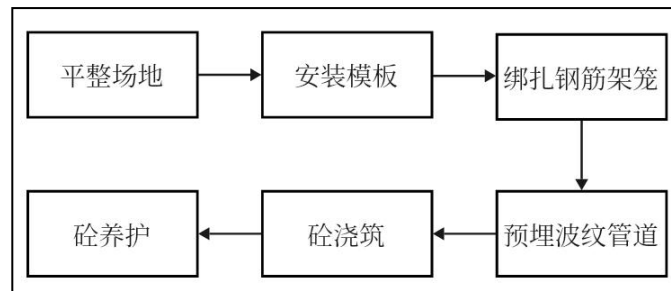 平整场地
安装模板
绑扎钢筋架笼
预埋波纹管道
砼浇筑
砼养护